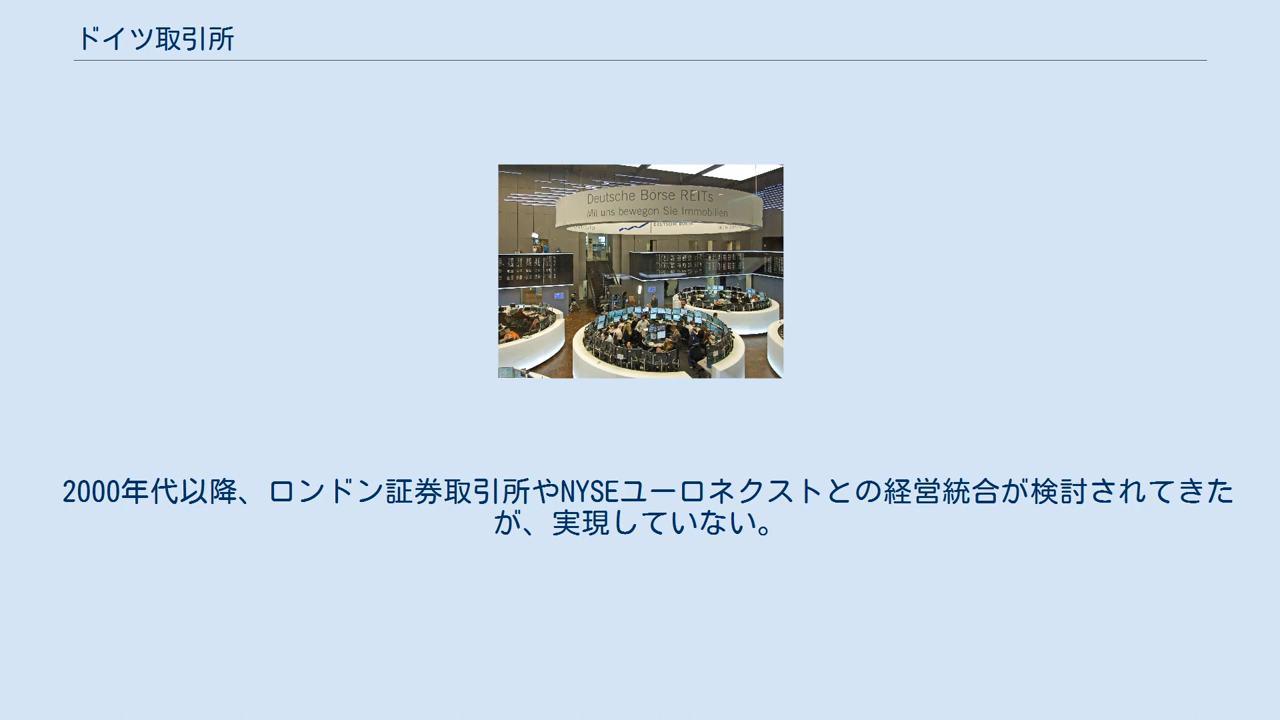 ドイツ取引所
Deutsche Börse REITs
Mit uns bewegen Sie Immobilien
2000年代以降、ロンドン証券取引所やNYSEユーロネクストとの経営統合が検討されてきた
が、実現していない。